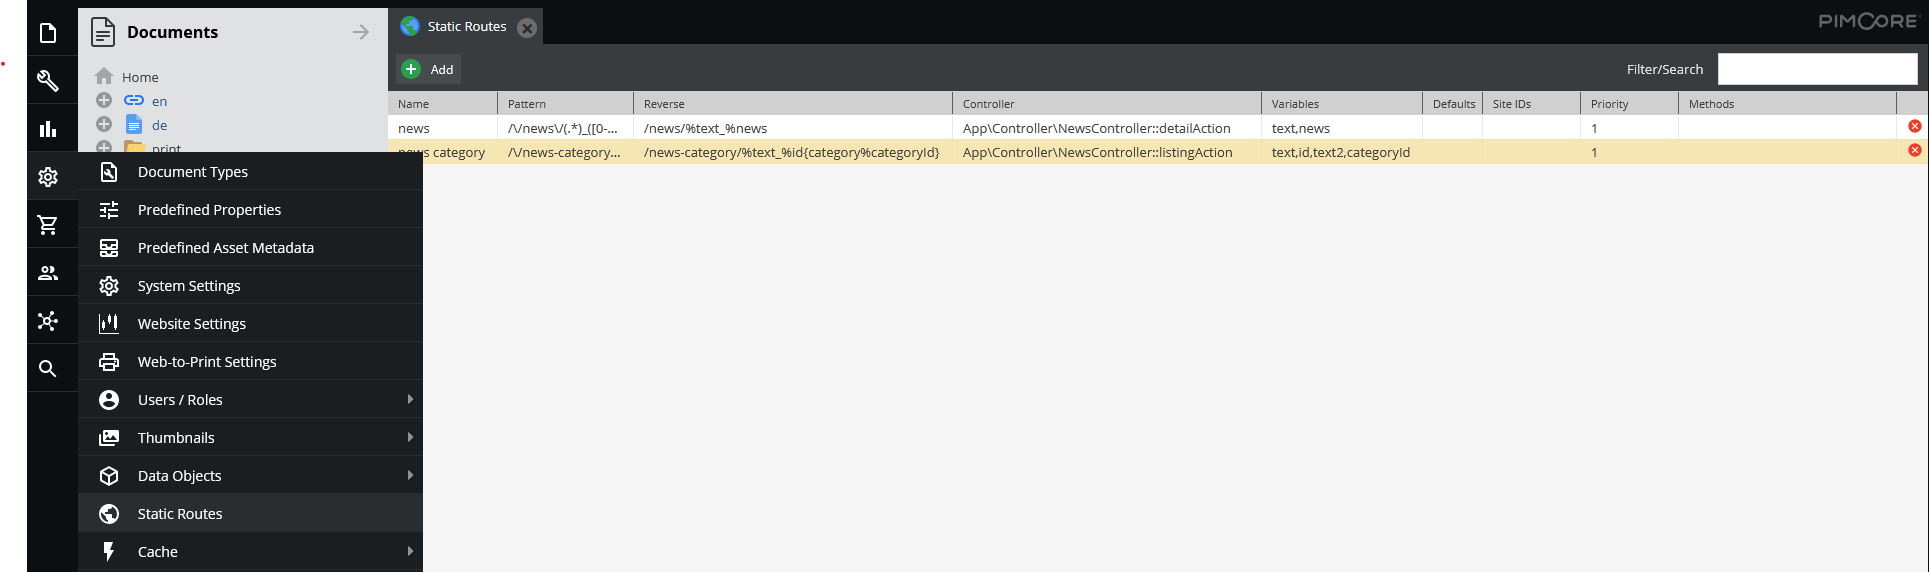 Documents
Static Routes
PIMCORE
Home
en
de
print
Add
Filter/Search
Name Pattern Reverse Controller Variables Defaults Site IDs Priority Methods
news /\/news\/(.*)_([0-... /news/%text_%news App\Controller\NewsController::detailAction text,news 1
news category /\/news-category... /news-category/%text_%id{category%categoryId} App\Controller\NewsController::listingAction text,id,text2,categoryId 1
Document Types
Predefined Properties
Predefined Asset Metadata
System Settings
Website Settings
Web-to-Print Settings
Users / Roles
Thumbnails
Data Objects
Static Routes
Cache